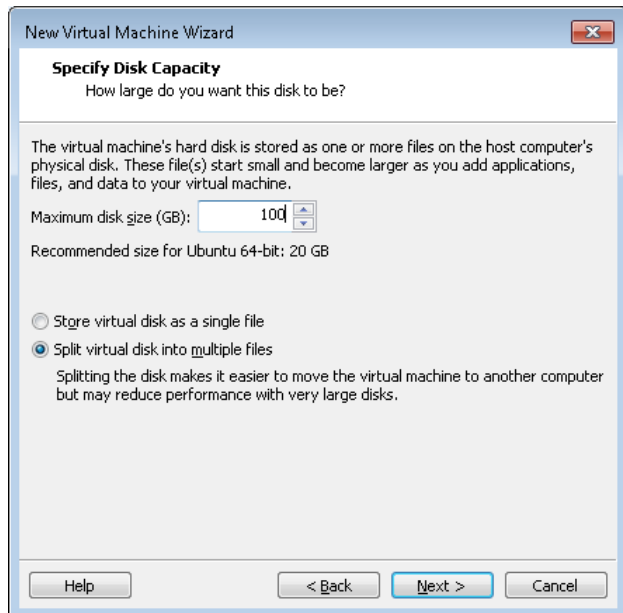 New Virtual Machine Wizard
Specify Disk Capacity
How large do you want this disk to be?
The virtual machine's hard disk is stored as one or more files on the host computer's
physical disk. These file(s) start small and become larger as you add applications,
files, and data to your virtual machine.
Maximum disk size (GB): 100
Recommended size for Ubuntu 64-bit: 20 GB
Store virtual disk as a single file
Split virtual disk into multiple files
Splitting the disk makes it easier to move the virtual machine to another computer
but may reduce performance with very large disks.
Help < Back Next > Cancel